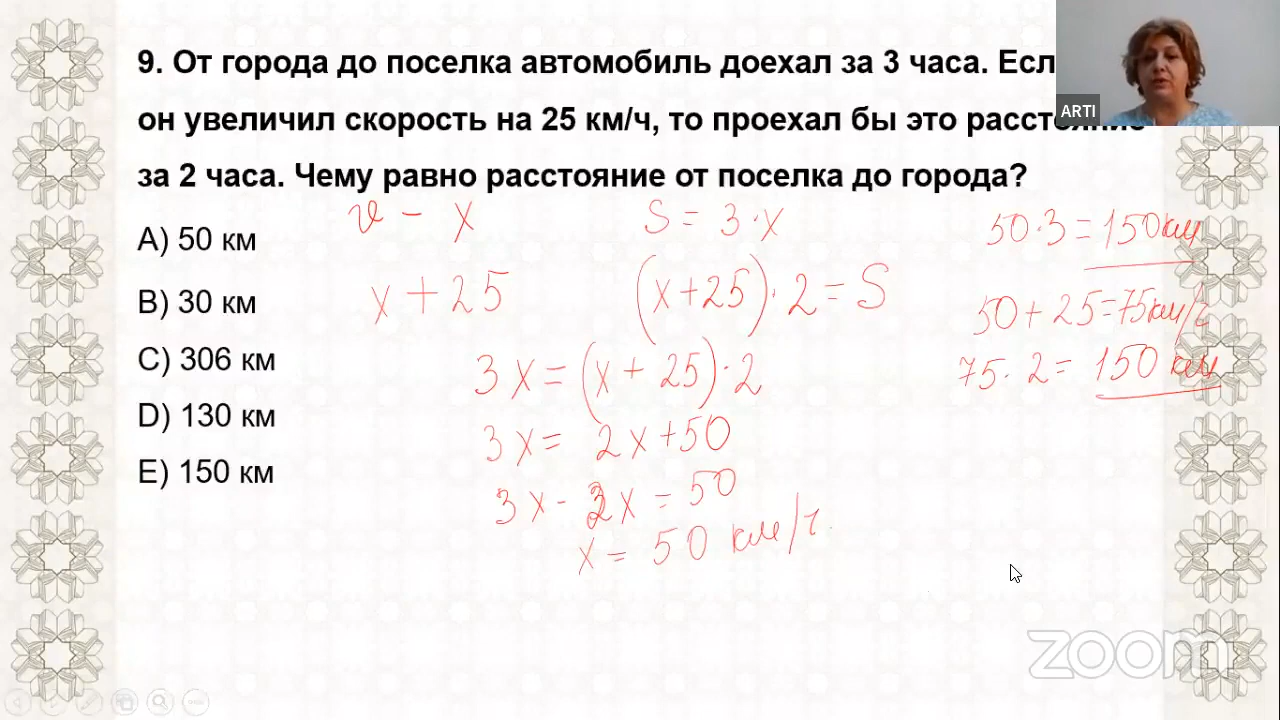 9. От города до поселка автомобиль доехал за 3 часа. Есл
он увеличил скорость на 25 км/ч, то проехал бы это расстояние
за 2 часа. Чему равно расстояние от поселка до города?
A) 50 км
B) 30 км
C) 306 км
D) 130 км
E) 150 км
v - x
x + 25
S = 3 · x
(x+25) · 2 = S
3x = (x + 25) · 2
3x = 2x + 50
3x - 2x = 50
x = 50 км/ч.
50 · 3 = 150 км
50 + 25 = 75 км/ч
75 · 2 = 150 км
ARTI
zoom